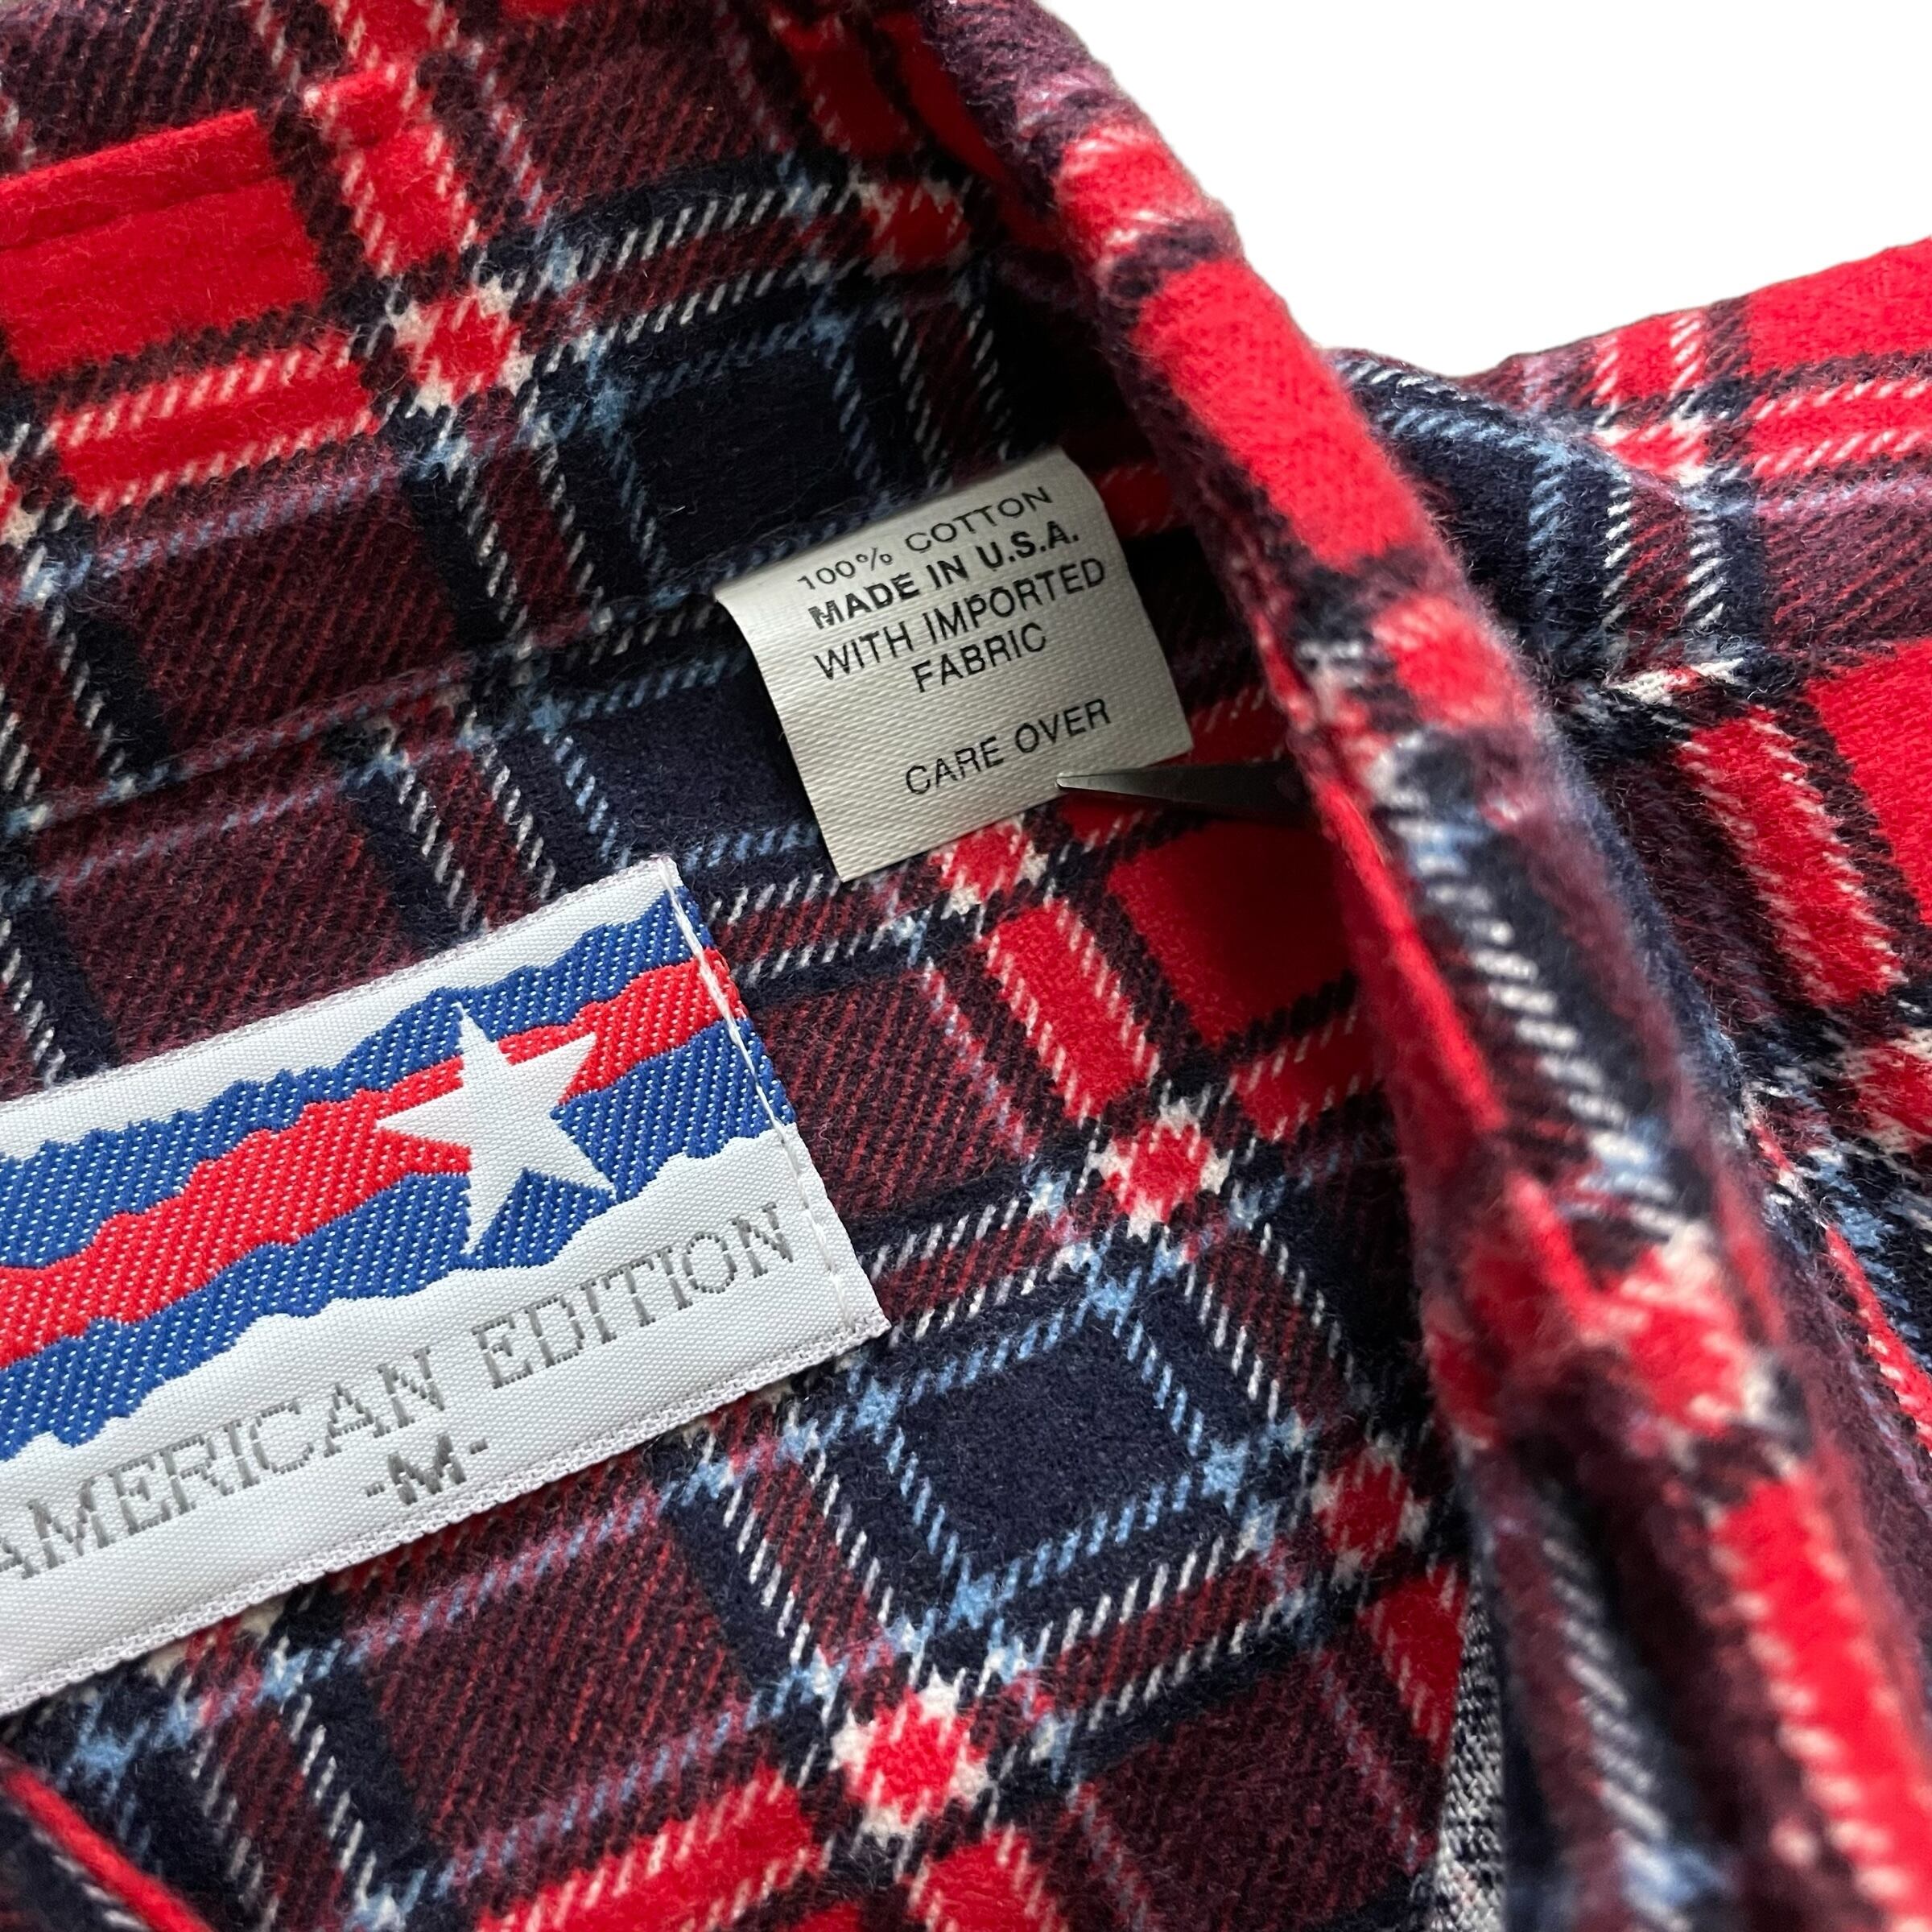 100% COTTON
MADE IN U.S.A.
WITH IMPORTED
FABRIC
CARE OVER
AMERICAN EDITION
-M-